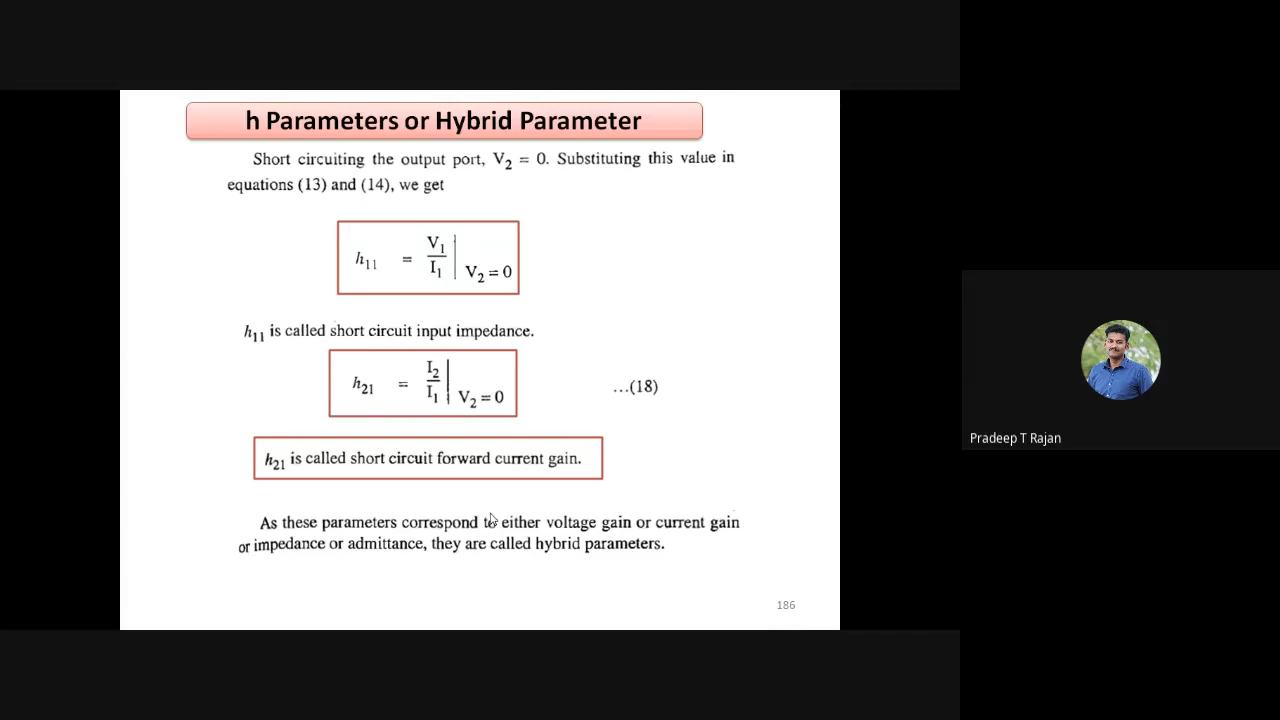 h Parameters or Hybrid Parameter
Short circuiting the output port, V₂ = 0. Substituting this value in
equations (13) and (14), we get
h₁₁ = V₁/I₁ | V₂ = 0
h₁₁ is called short circuit input impedance.
h₂₁ = I₂/I₁ | V₂ = 0 ...(18)
h₂₁ is called short circuit forward current gain.
As these parameters correspond to either voltage gain or current gain
or impedance or admittance, they are called hybrid parameters.
186
Pradeep T Rajan